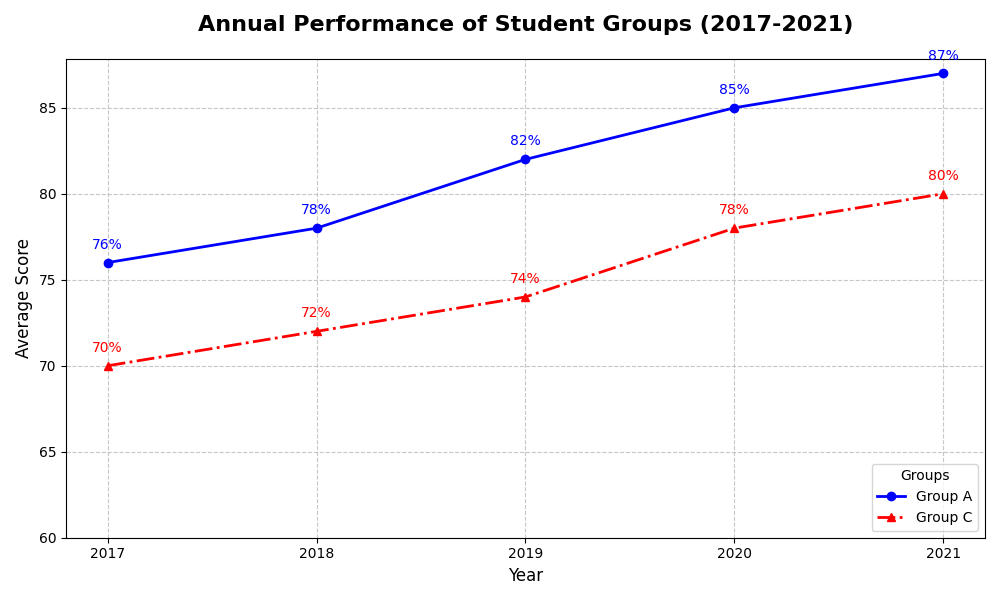 Annual Performance of Student Groups (2017-2021)
87%
85%
85
82%
80%
80
78%
78%
76%
75
74%
72%
70%
70
65
60
Average Score
Groups
Group A
Group C
2017 2018 2019 2020 2021
Year